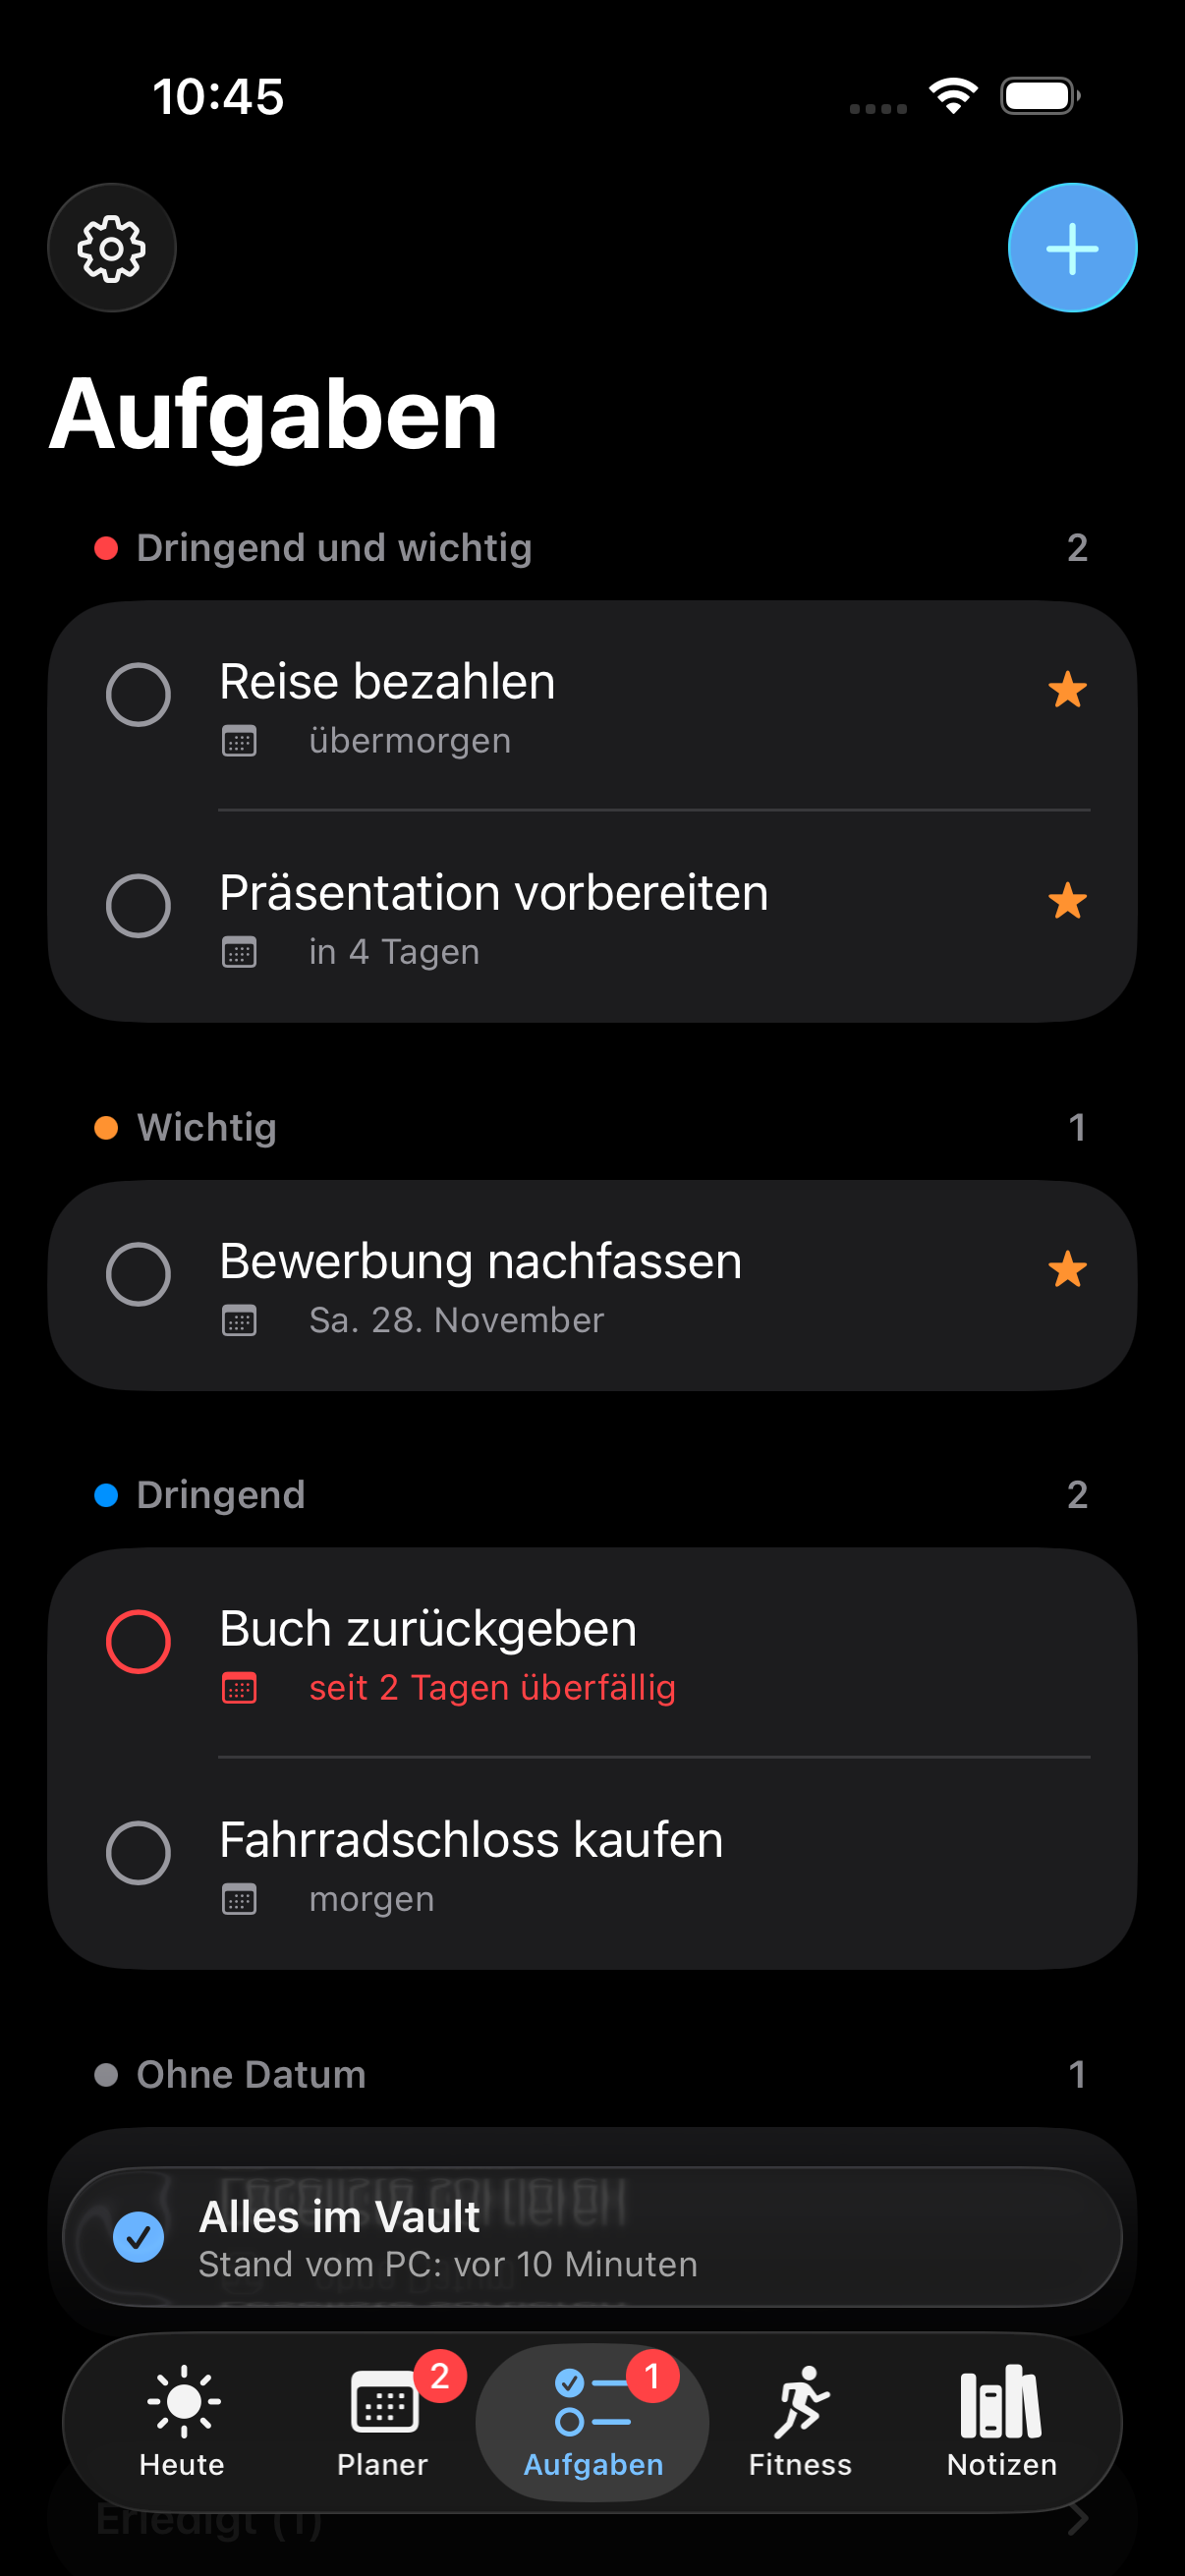 10:45
Aufgaben
Dringend und wichtig 2
Reise bezahlen
übermorgen
Präsentation vorbereiten
in 4 Tagen
Wichtig 1
Bewerbung nachfassen
Sa. 28. November
Dringend 2
Buch zurückgeben
seit 2 Tagen überfällig
Fahrradschloss kaufen
morgen
Ohne Datum 1
Alles im Vault
Stand vom PC: vor 10 Minuten
2 1
Heute Planer Aufgaben Fitness Notizen
Erledigt (1)